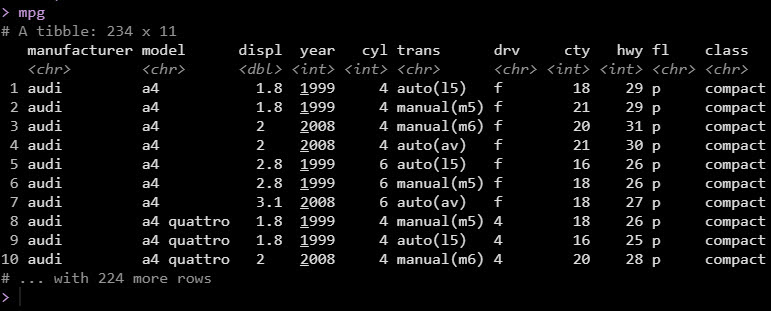 > mpg
# A tibble: 234 x 11
manufacturer model displ year cyl trans drv cty hwy fl class
<chr> <chr> <dbl> <int> <int> <chr> <chr> <int> <int> <chr> <chr>
1 audi a4 1.8 1999 4 auto(l5) f 18 29 p compact
2 audi a4 1.8 1999 4 manual(m5) f 21 29 p compact
3 audi a4 2 2008 4 manual(m6) f 20 31 p compact
4 audi a4 2 2008 4 auto(av) f 21 30 p compact
5 audi a4 2.8 1999 6 auto(l5) f 16 26 p compact
6 audi a4 2.8 1999 6 manual(m5) f 18 26 p compact
7 audi a4 3.1 2008 6 auto(av) f 18 27 p compact
8 audi a4 quattro 1.8 1999 4 manual(m5) 4 18 26 p compact
9 audi a4 quattro 1.8 1999 4 auto(l5) 4 16 25 p compact
10 audi a4 quattro 2 2008 4 manual(m6) 4 20 28 p compact
# ... with 224 more rows
>